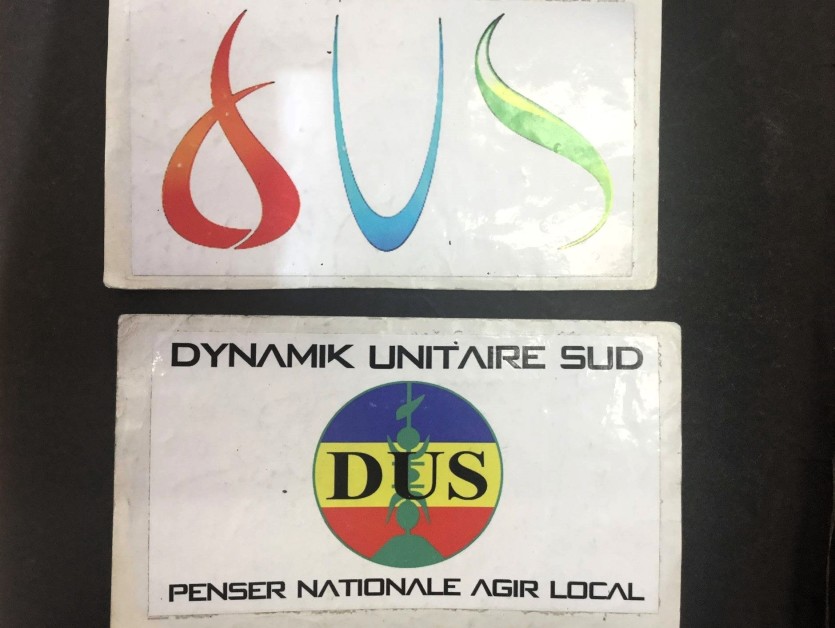 DUS
DYNAMIK UNITAIRE SUD
DUS
PENSER NATIONALE AGIR LOCAL